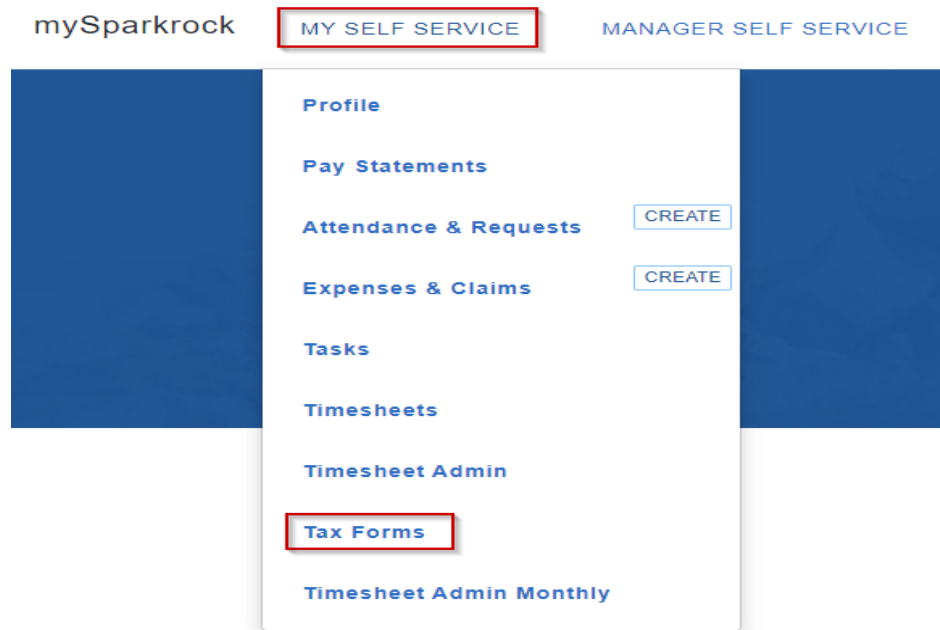 mySparkrock MY SELF SERVICE MANAGER SELF SERVICE
Profile
Pay Statements
Attendance & Requests CREATE
Expenses & Claims CREATE
Tasks
Timesheets
Timesheet Admin
Tax Forms
Timesheet Admin Monthly